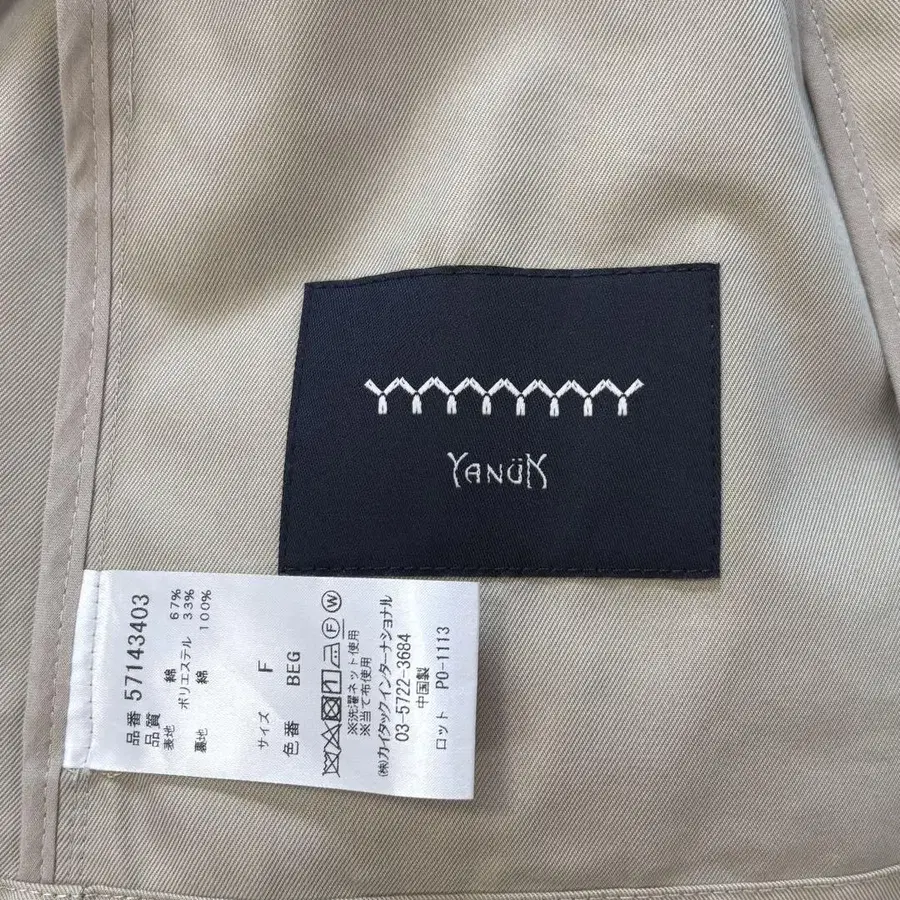 YANÜK
品番 57143403
品質
表地 綿 67%
ポリエステル 33%
裏地 綿 100%
サイズ F
色番 BEG
F W
※洗濯ネット使用
※当て布使用
(株)カイタックインターナショナル
03-5722-3684
中国製
ロット PO-1113